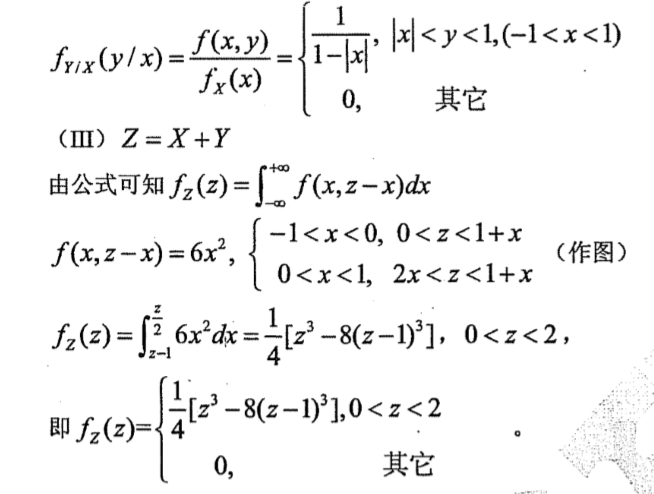 f_{Y/X}(y/x) = \frac{f(x,y)}{f_X(x)} = \begin{cases} \frac{1}{1-|x|}, & |x|<y<1,(-1<x<1) \\ 0, & 其它 \end{cases}
（Ⅲ） Z = X + Y
由公式可知 f_Z(z) = \int_{-\infty}^{+\infty} f(x,z-x)dx
f(x,z-x) = 6x^2, \begin{cases} -1<x<0, 0<z<1+x \\ 0<x<1, 2x<z<1+x \end{cases} （作图）
f_Z(z) = \int_{z-1}^{\frac{z}{2}} 6x^2dx = \frac{1}{4}[z^3-8(z-1)^3], 0<z<2,
即 f_Z(z)= \begin{cases} \frac{1}{4}[z^3-8(z-1)^3], 0<z<2 \\ 0, & 其它 \end{cases} 。